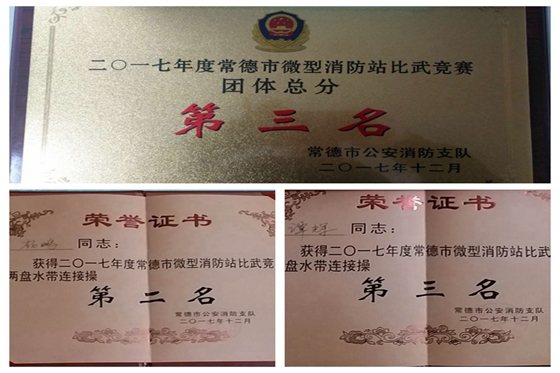 二〇一七年度常德市微型消防站比武竞赛
团体总分
第三名
常德市公安消防支队
二〇一七年十二月
荣誉证书
同志：
获得二〇一七年度常德市微型消防站比武竞
两盘水带连接操
第二名
常德市公安消防支队
二〇一七年十二月
荣誉证书
同志：
获得二〇一七年度常德市微型消防站比武
盘水带连接操
第三名
常德市公安消防支队
二〇一七年十二月